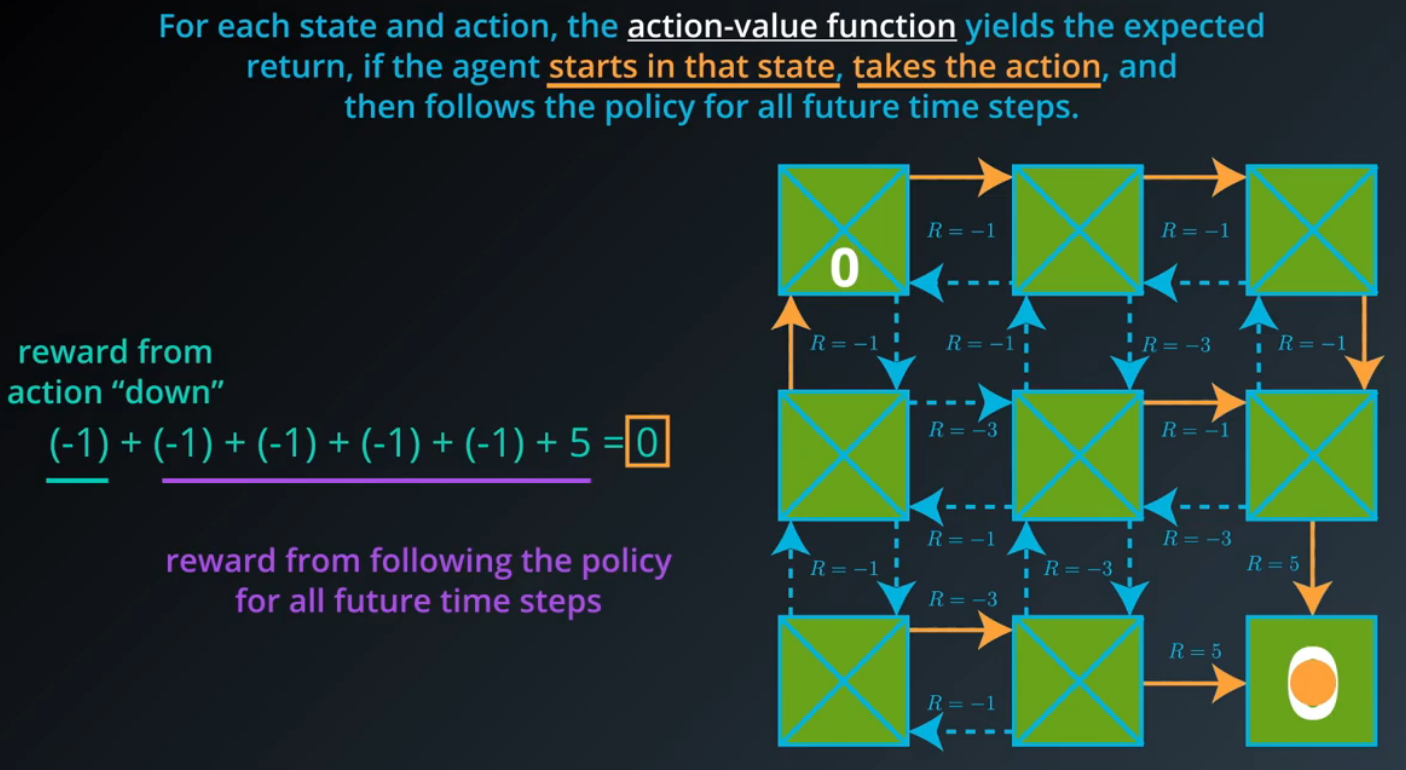 For each state and action, the action-value function yields the expected
return, if the agent starts in that state, takes the action, and
then follows the policy for all future time steps.
R = −1
R = −1
0
R = −1
R = −1
R = −3
R = −1
reward from
action “down”
(-1) + (-1) + (-1) + (-1) + (-1) + 5 = 0
R = −3
R = −1
R = −1
R = −3
reward from following the policy
for all future time steps
R = −1
R = −3
R = 5
R = −3
R = 5
R = −1
0